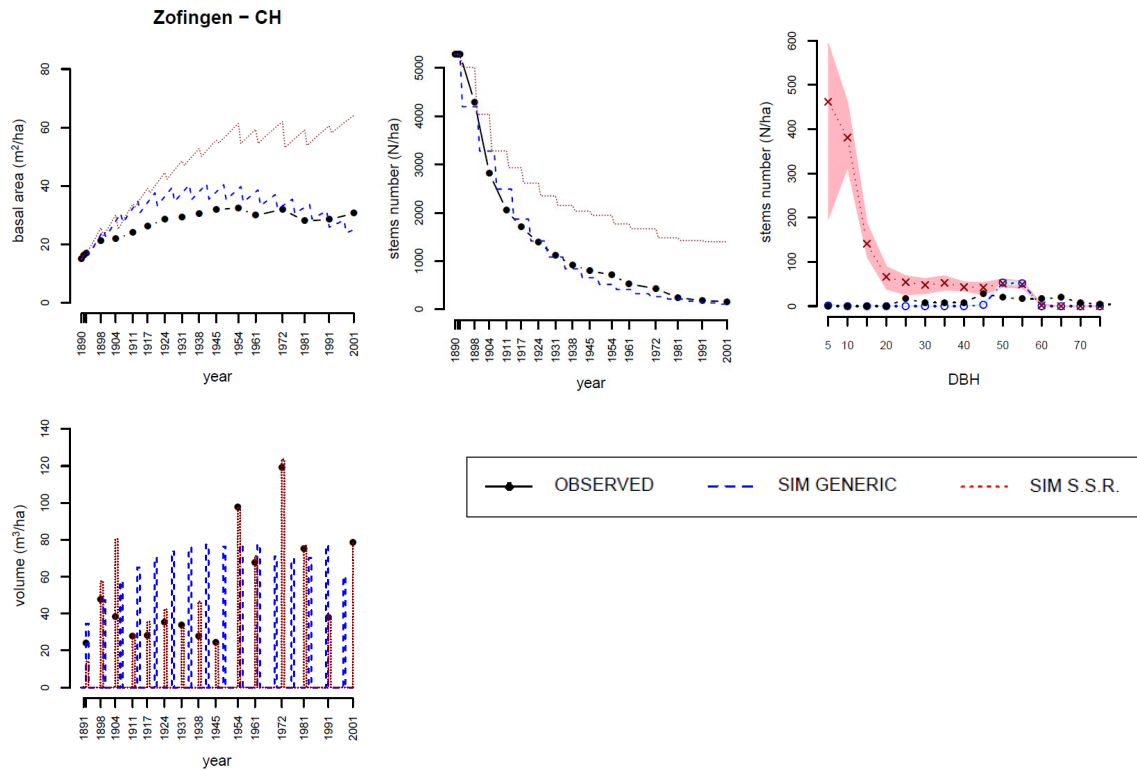 Zofingen − CH
basal area (m²/ha)
0 20 40 60 80
1890 1898 1904 1911 1917 1924 1931 1938 1945 1954 1961 1972 1981 1991 2001
year
stems number (N/ha)
0 1000 2000 3000 4000 5000
1890 1898 1904 1911 1917 1924 1931 1938 1945 1954 1961 1972 1981 1991 2001
year
stems number (N/ha)
0 100 200 300 400 500 600
5 10 20 30 40 50 60 70
DBH
volume (m³/ha)
0 20 40 60 80 100 120 140
1891 1898 1904 1911 1917 1924 1931 1938 1945 1954 1961 1972 1981 1991 2001
year
OBSERVED SIM GENERIC SIM S.S.R.